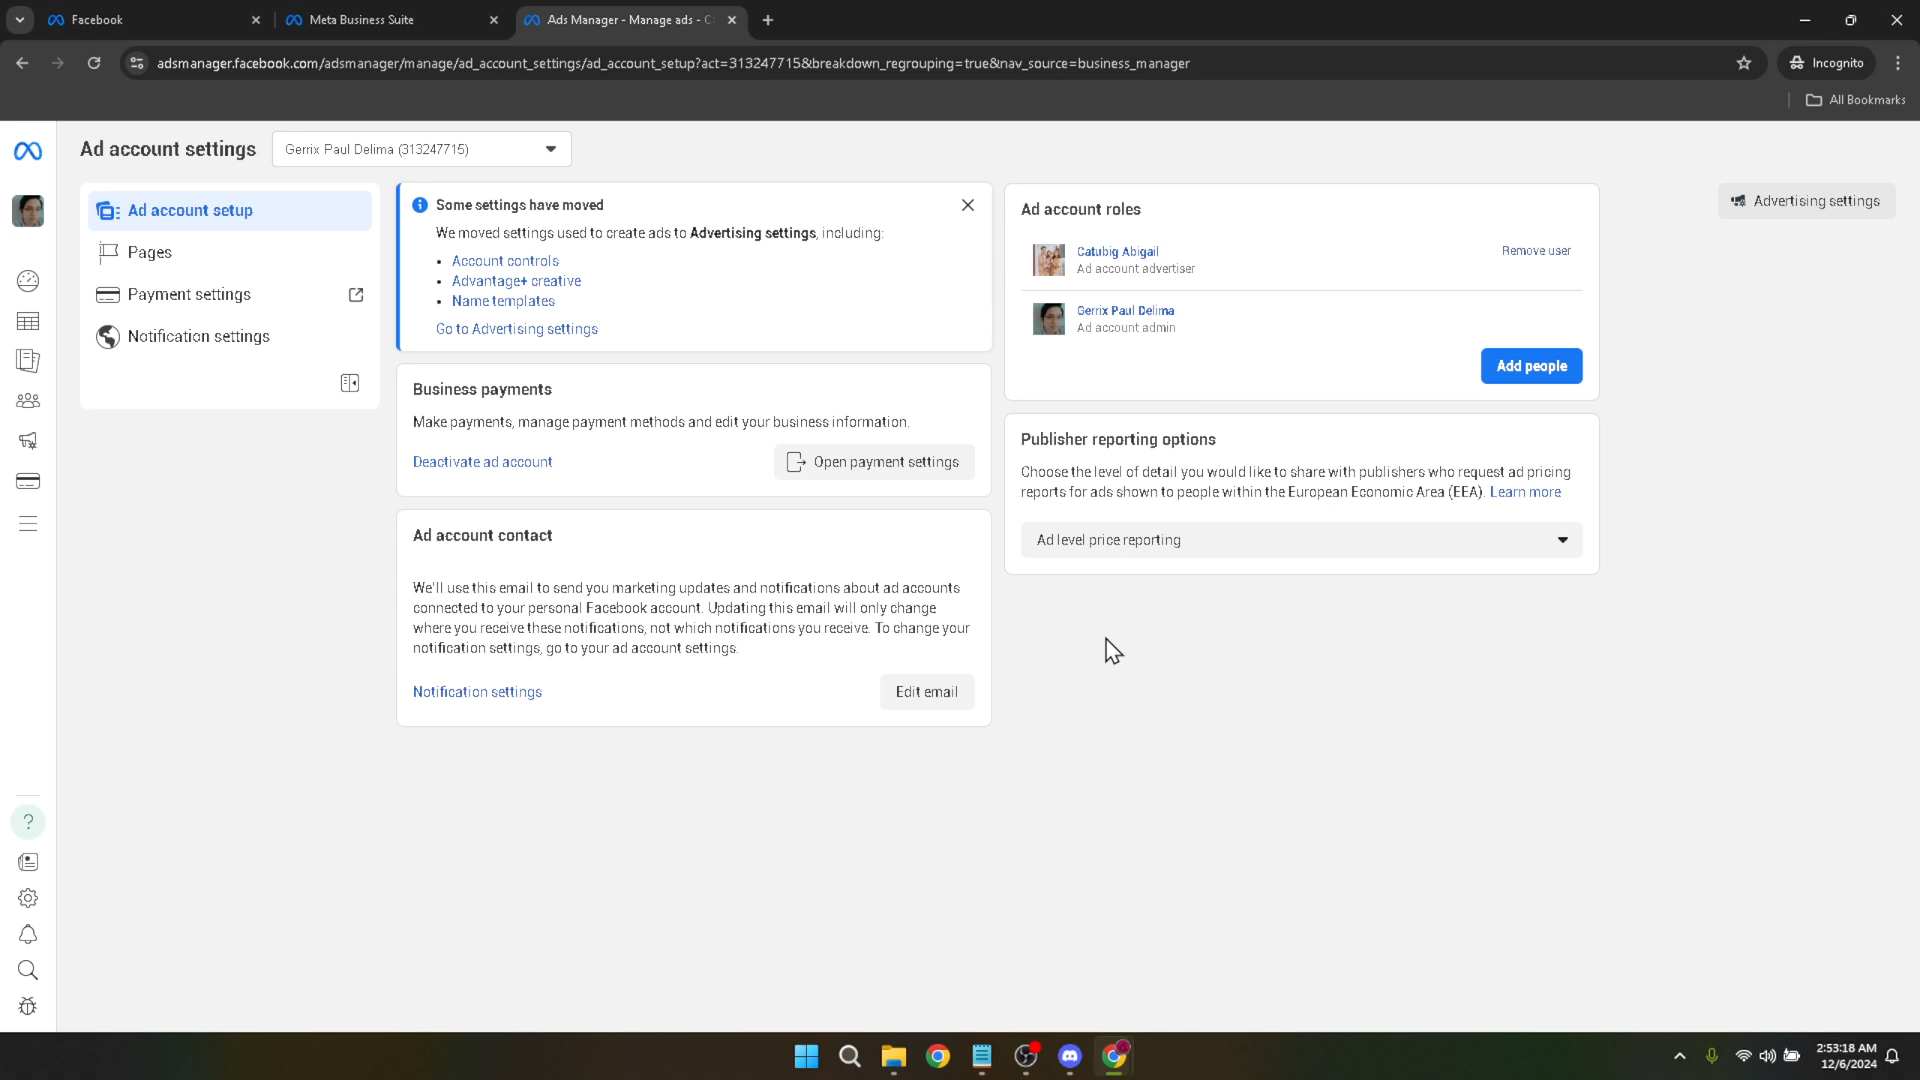 Facebook
Meta Business Suite
Ads Manager - Manage ads - C
adsmanager.facebook.com/adsmanager/manage/ad_account_settings/ad_account_setup?act=313247715&breakdown_regrouping=true&nav_source=business_manager
Incognito
All Bookmarks
Ad account settings
Gerrix Paul Delima (313247715)
Ad account setup
Pages
Payment settings
Notification settings
Some settings have moved
We moved settings used to create ads to Advertising settings, including:
• Account controls
• Advantage+ creative
• Name templates
Go to Advertising settings
Business payments
Make payments, manage payment methods and edit your business information.
Deactivate ad account
Open payment settings
Ad account contact
We'll use this email to send you marketing updates and notifications about ad accounts
connected to your personal Facebook account. Updating this email will only change
where you receive these notifications, not which notifications you receive. To change your
notification settings, go to your ad account settings.
Notification settings
Edit email
Ad account roles
Catubig Abigail
Ad account advertiser
Remove user
Gerrix Paul Delima
Ad account admin
Add people
Publisher reporting options
Choose the level of detail you would like to share with publishers who request ad pricing
reports for ads shown to people within the European Economic Area (EEA). Learn more
Ad level price reporting
Advertising settings
2:53:18 AM
12/6/2024